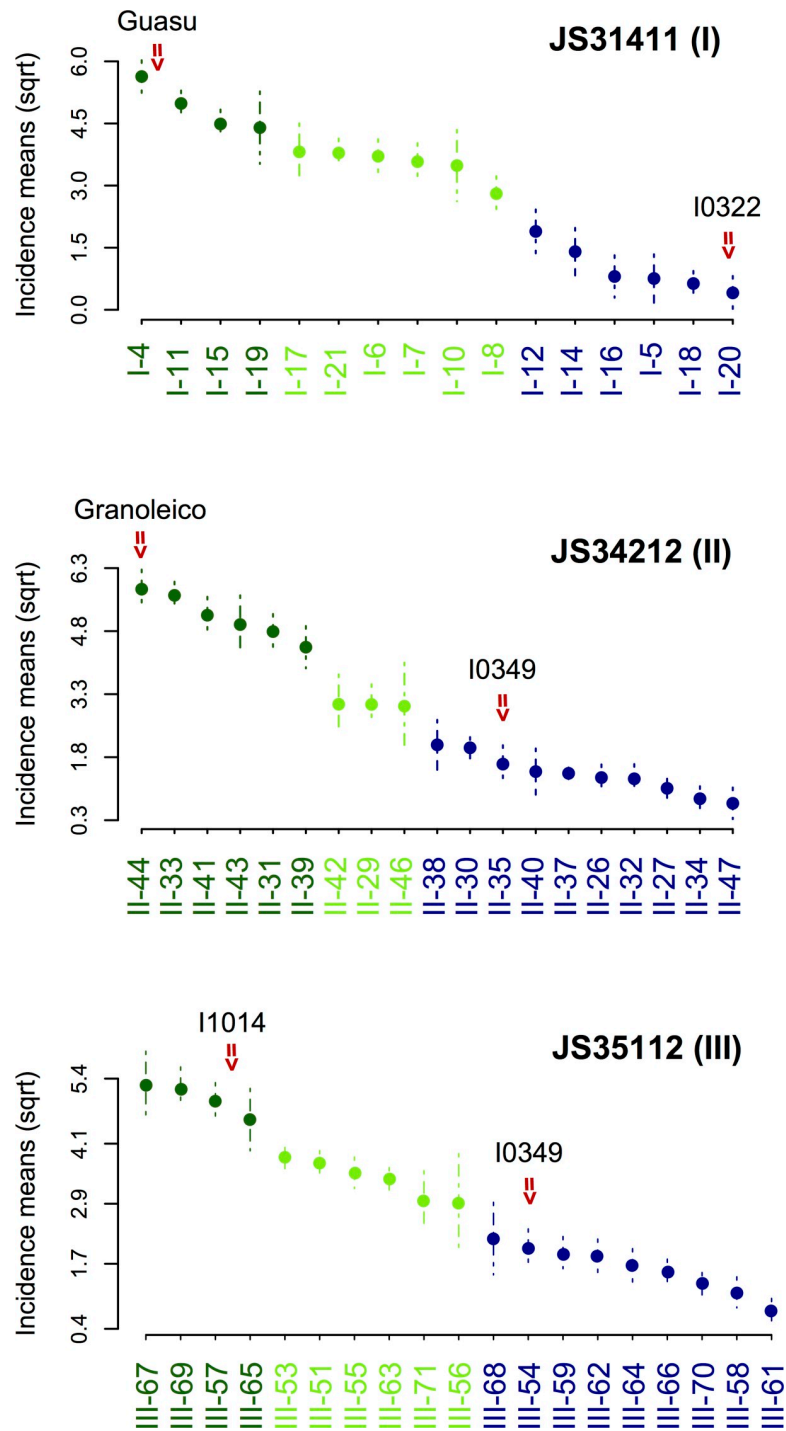 Guasu
JS31411 (I)
Incidence means (sqrt)
6.0
4.5
3.0
1.5
0.0
I0322
I-4
I-11
I-15
I-19
I-17
I-21
I-6
I-7
I-10
I-8
I-12
I-14
I-16
I-5
I-18
I-20
Granoleico
JS34212 (II)
Incidence means (sqrt)
6.3
4.8
3.3
1.8
0.3
I0349
II-44
II-33
II-41
II-43
II-31
II-39
II-42
II-29
II-46
II-38
II-30
II-35
II-40
II-37
II-26
II-32
II-27
II-34
II-47
I1014
JS35112 (III)
Incidence means (sqrt)
5.4
4.1
2.9
1.7
0.4
I0349
III-67
III-69
III-57
III-65
III-53
III-51
III-55
III-63
III-71
III-56
III-68
III-54
III-59
III-62
III-64
III-66
III-70
III-58
III-61